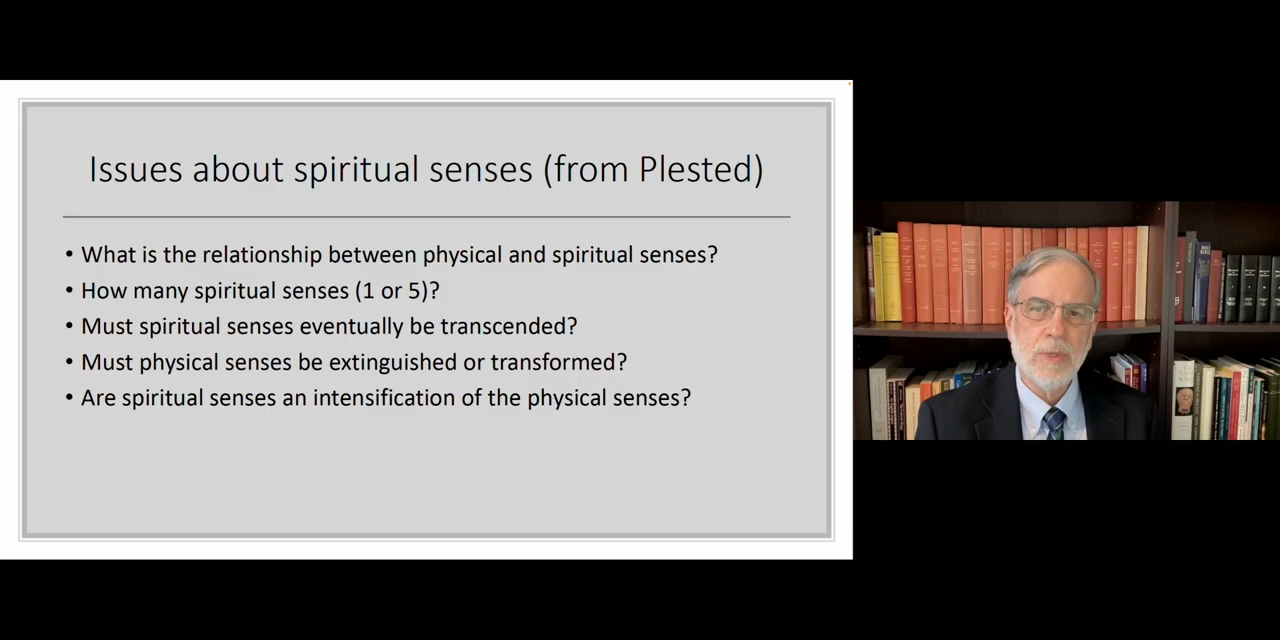 Issues about spiritual senses (from Plested)
• What is the relationship between physical and spiritual senses?
• How many spiritual senses (1 or 5)?
• Must spiritual senses eventually be transcended?
• Must physical senses be extinguished or transformed?
• Are spiritual senses an intensification of the physical senses?